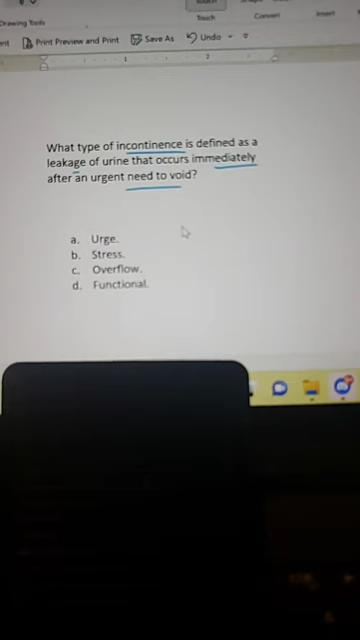 Drawing Tools
Touch
Convert
Insert
Print Preview and Print Save As Undo
What type of incontinence is defined as a
leakage of urine that occurs immediately
after an urgent need to void?
a. Urge.
b. Stress.
c. Overflow.
d. Functional.